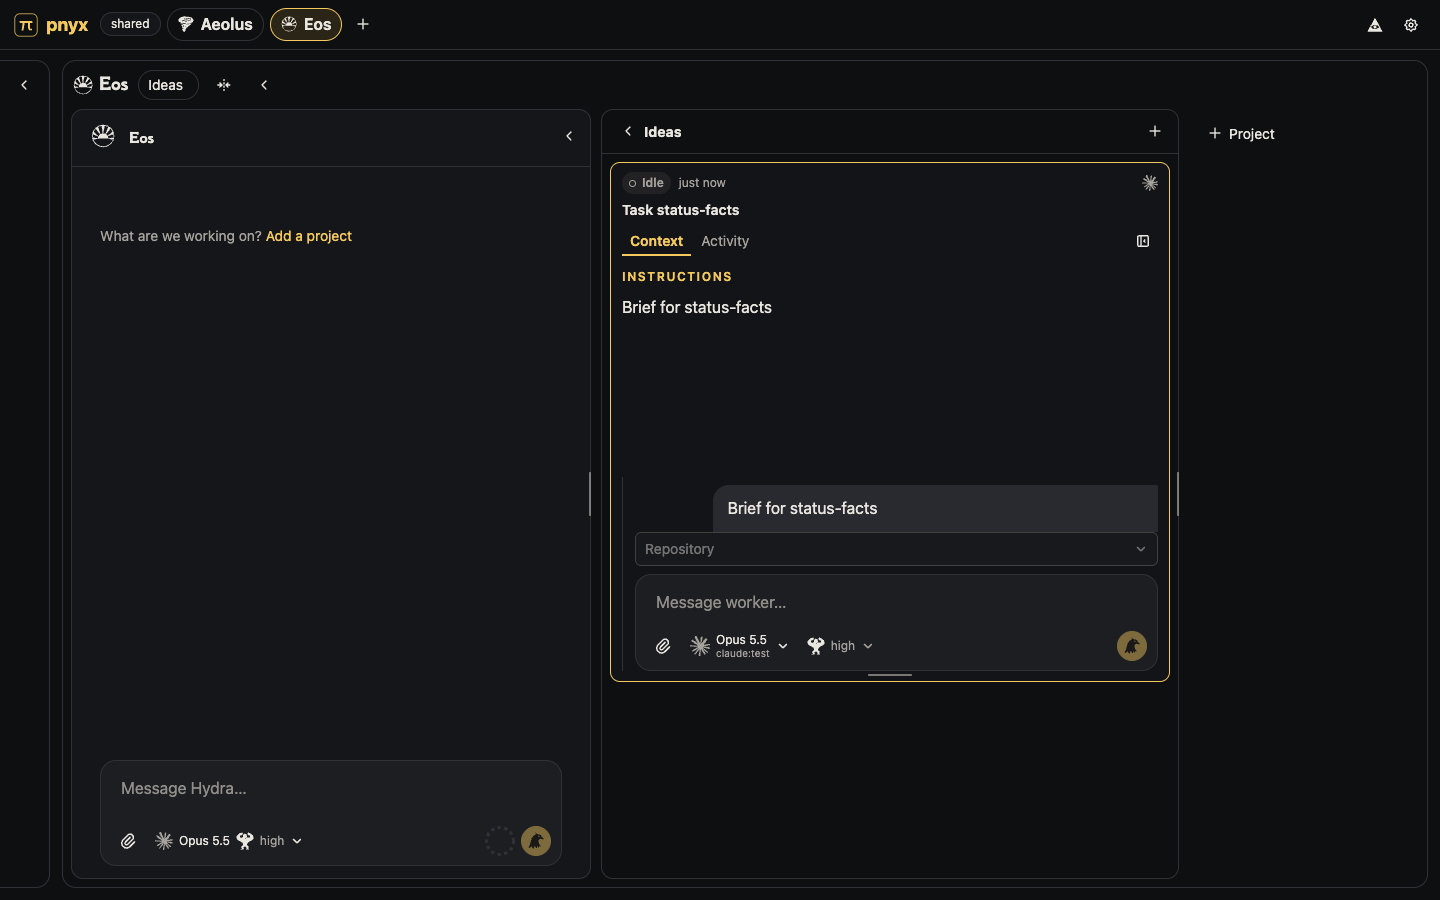 π pnyx shared Aeolus Eos
Eos Ideas
Eos
What are we working on? Add a project
Message Hydra...
Opus 5.5 high
Ideas
Idle just now
Task status-facts
Context Activity
INSTRUCTIONS
Brief for status-facts
Brief for status-facts
Repository
Message worker...
Opus 5.5 high
claude:test
Project